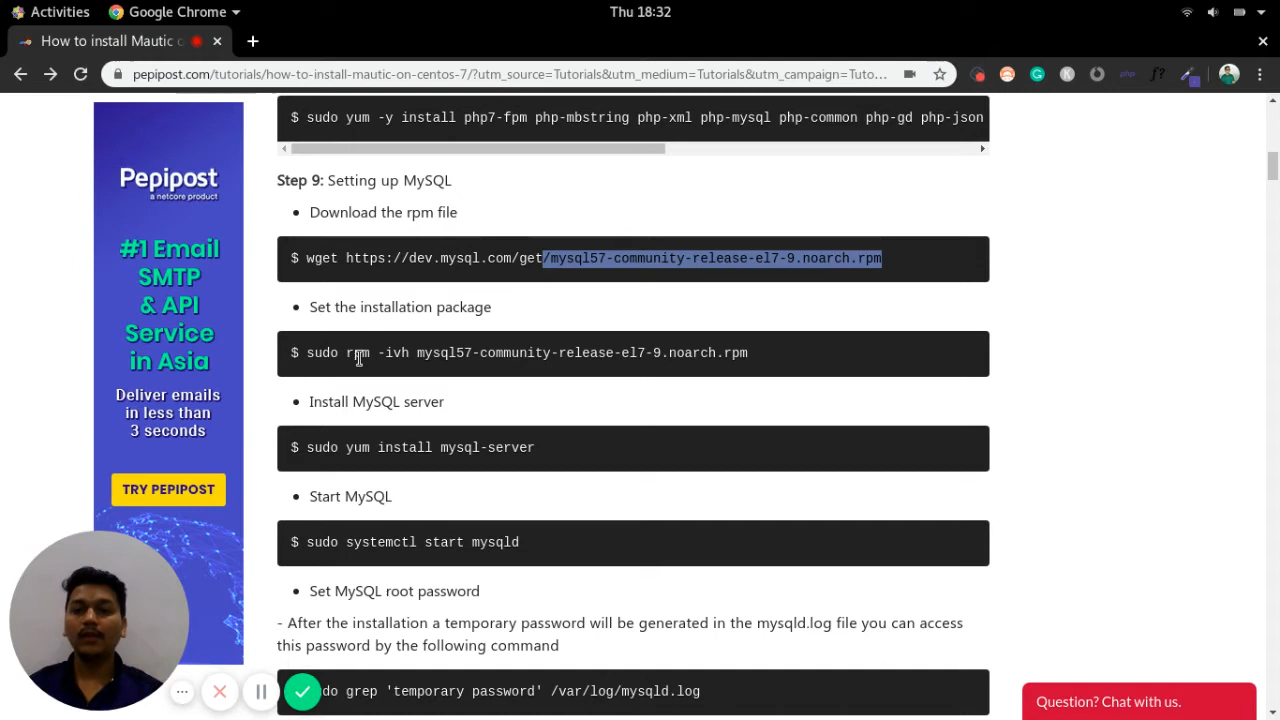 Activities
Google Chrome
Thu 18:32
How to install Mautic
pepipost.com/tutorials/how-to-install-mautic-on-centos-7/?utm_source=Tutorials&utm_medium=Tutorials&utm_campaign=Tuto...
php
f?
$ sudo yum -y install php7-fpm php-mbstring php-xml php-mysql php-common php-gd php-json
Step 9: Setting up MySQL
• Download the rpm file
$ wget https://dev.mysql.com/get/mysql57-community-release-el7-9.noarch.rpm
• Set the installation package
$ sudo rpm -ivh mysql57-community-release-el7-9.noarch.rpm
• Install MySQL server
$ sudo yum install mysql-server
• Start MySQL
$ sudo systemctl start mysqld
• Set MySQL root password
- After the installation a temporary password will be generated in the mysqld.log file you can access
this password by the following command
do grep 'temporary password' /var/log/mysqld.log
Pepipost
a netcore product
#1 Email
SMTP
& API
Service
in Asia
Deliver emails
in less than
3 seconds
TRY PEPIPOST
Question? Chat with us.